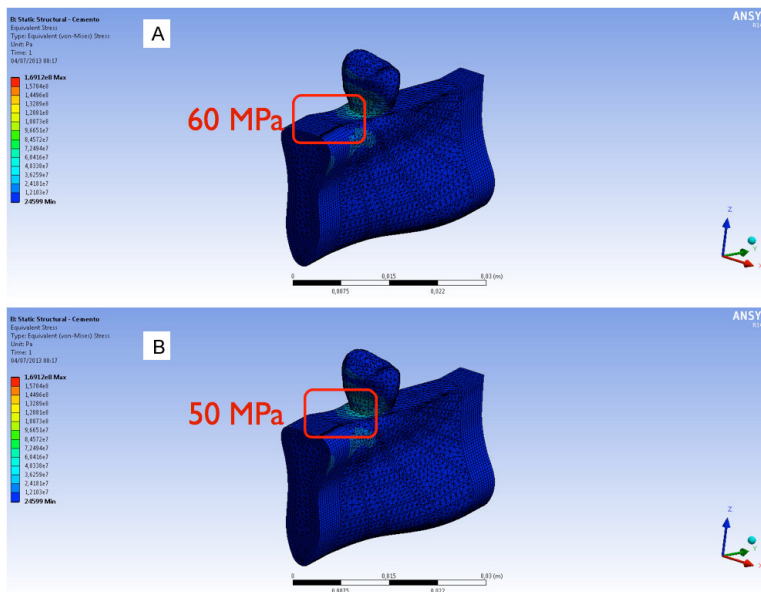 B: Static Structural - Cemento
Equivalent Stress
Type: Equivalent (von-Mises) Stress
Unit: Pa
Time: 1
04/07/2013 08:17
1,6912e8 Max
1,5704e8
1,4496e8
1,3289e8
1,2081e8
1,0873e8
9,6651e7
8,4572e7
7,2494e7
6,0416e7
4,8338e7
3,6259e7
2,4181e7
1,2103e7
24599 Min
A
60 MPa
ANSY
Z
Y
X
0
0,015
0,03 (m)
0,0075
0,022
B: Static Structural - Cemento
Equivalent Stress
Type: Equivalent (von-Mises) Stress
Unit: Pa
Time: 1
04/07/2013 08:17
1,6912e8 Max
1,5704e8
1,4496e8
1,3289e8
1,2081e8
1,0873e8
9,6651e7
8,4572e7
7,2494e7
6,0416e7
4,8338e7
3,6259e7
2,4181e7
1,2103e7
24599 Min
B
50 MPa
ANSY
Z
Y
X
0
0,015
0,03 (m)
0,0075
0,022